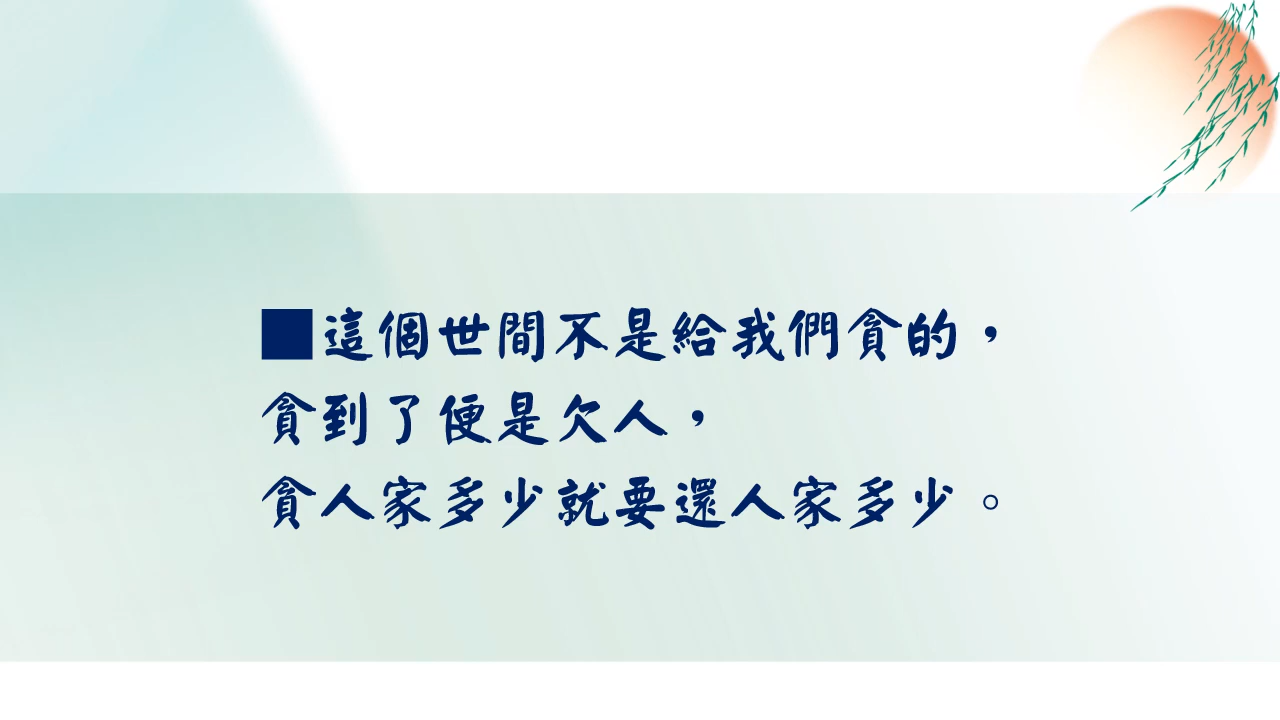 ■這個世間不是給我們貪的，
貪到了便是欠人，
貪人家多少就要還人家多少。